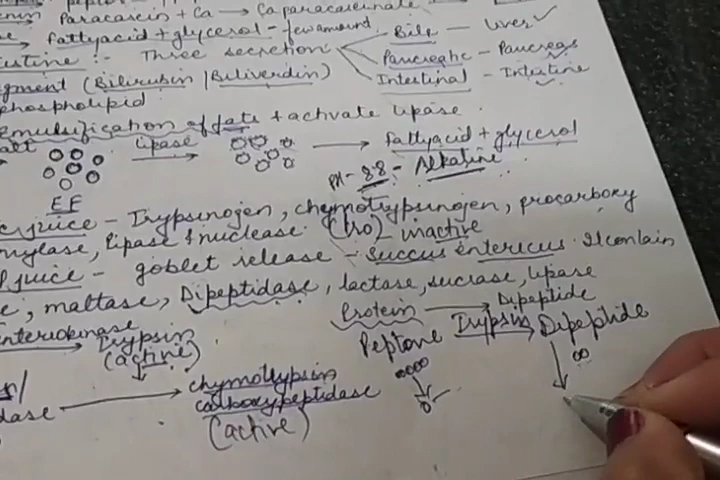 Paracasein + Ca → Ca paracaseinate
→ Fattyacid + glycerol - few amound
Three secretion
Bile — liver ✓
Pancreatic - Pancreas
Intestinal - Intestine
(Bilirubin / Biliverdin)
phospholipid
emulsification of fats + activate lipase.
Lipase → fattyacid + glycerol
PH - 8.8 - Alkaline
EF
juice - Trypsinogen, chymotrypsinogen, procarboxy
lipase & nuclease. (Pro) - inactive
juice - goblet release - Succus entericus. It contain
maltase, Dipeptidase, lactase, sucrase, lipase
Protein → Dipeptide
→ Trypsin
(active)
Peptone Trypsin → Dipeptide
→ chymotrypsin
carboxypeptidase
(active)